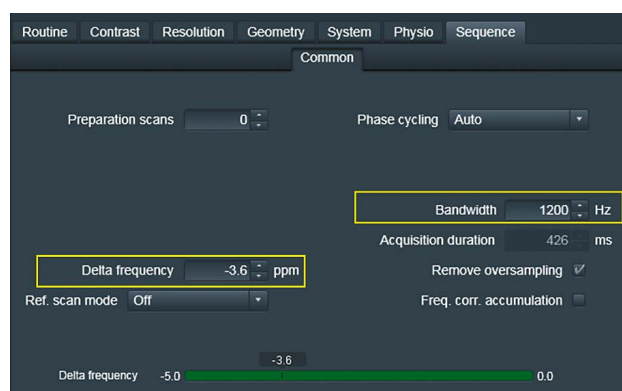 Routine Contrast Resolution Geometry System Physio Sequence
Common
Preparation scans 0 Phase cycling Auto
Bandwidth 1200 Hz
Acquisition duration 426 ms
Delta frequency -3.6 ppm Remove oversampling
Ref. scan mode Off Freq. corr. accumulation
-3.6
Delta frequency -5.0 0.0